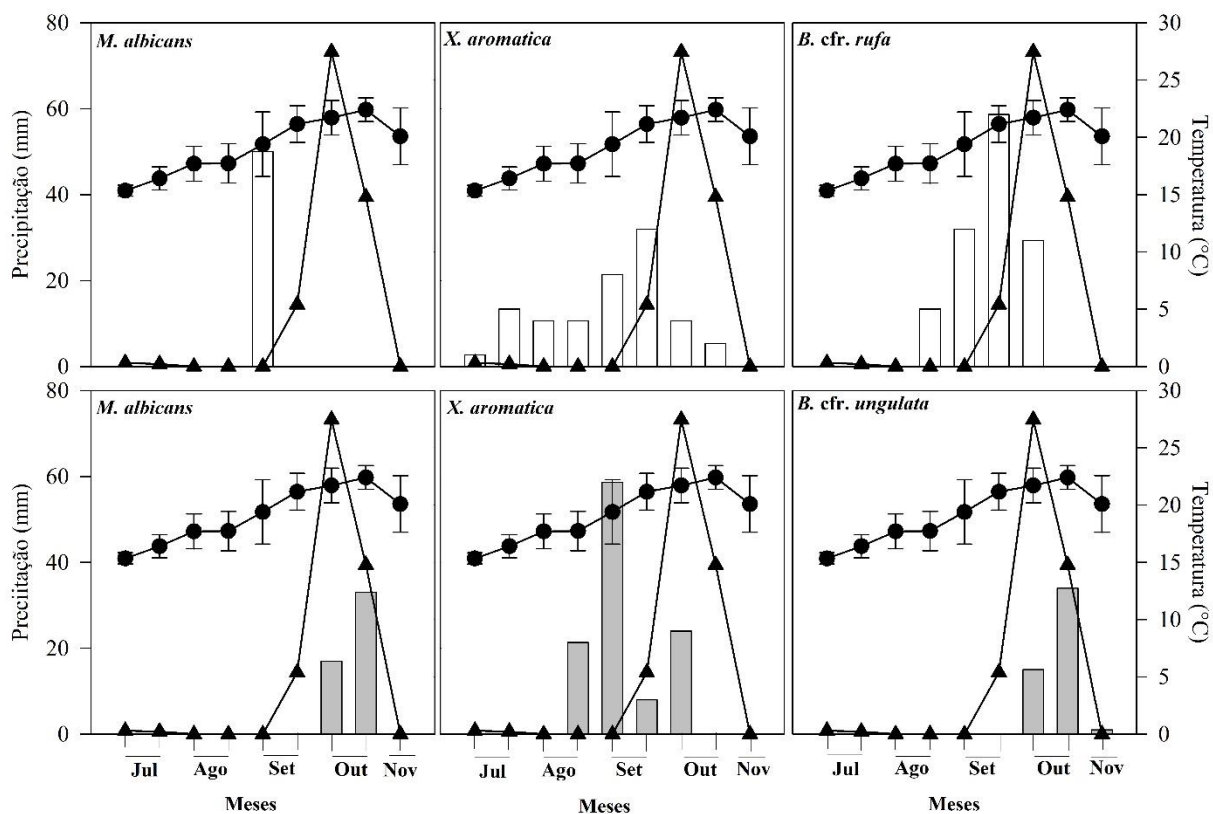 M. albicans
X. aromatica
B. cfr. rufa
80
60
40
20
0
Precipitação (mm)
30
25
20
15
10
5
0
Temperatura (°C)
M. albicans
X. aromatica
B. cfr. ungulata
80
60
40
20
0
Preciitação (mm)
30
25
20
15
10
5
0
Temperatura (°C)
Jul Ago Set Out Nov
Jul Ago Set Out Nov
Jul Ago Set Out Nov
Meses
Meses
Meses